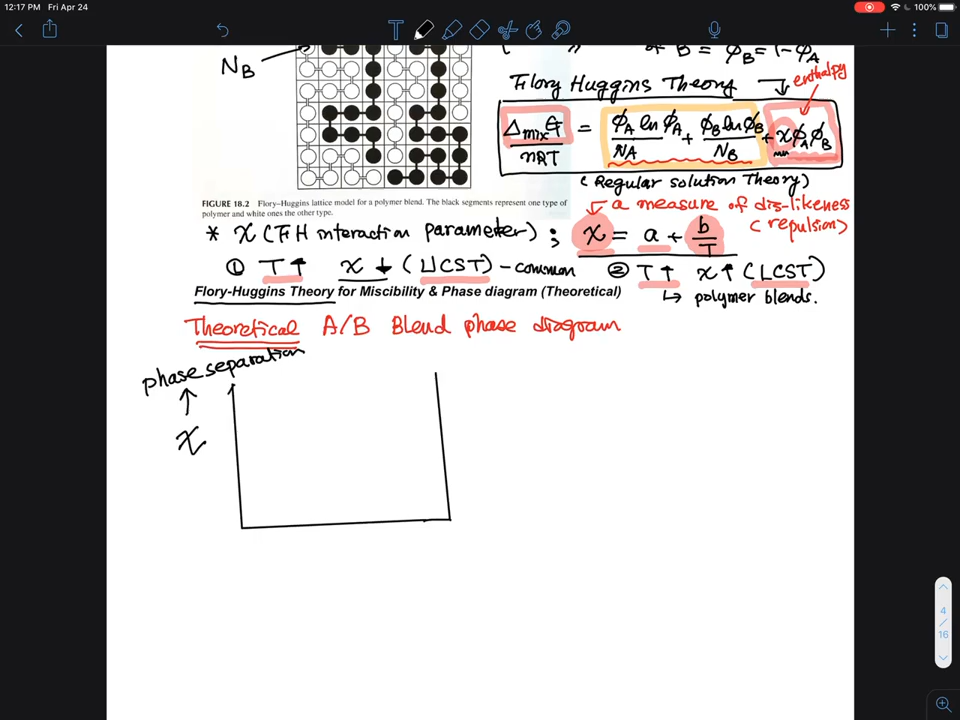 12:17 PM Fri Apr 24
100%
N_B
of B = φ_B = 1-φ_A
Flory Huggins Theory
enthalpy
Δ_mix G / nRT = φ_A ln φ_A / N_A + φ_B ln φ_B / N_B + χ φ_A φ_B
(Regular solution Theory)
FIGURE 18.2 Flory–Huggins lattice model for a polymer blend. The black segments represent one type of
polymer and white ones the other type.
a measure of dis-likeness
(repulsion)
* χ (FH interaction parameter) ; χ = a + b/T
① T↑ χ↓ (UCST) - common ② T↑ χ↑ (LCST)
↳ polymer blends.
Flory-Huggins Theory for Miscibility & Phase diagram (Theoretical)
Theoretical A/B Blend phase diagram
phase separation
↑
χ
4
/
16